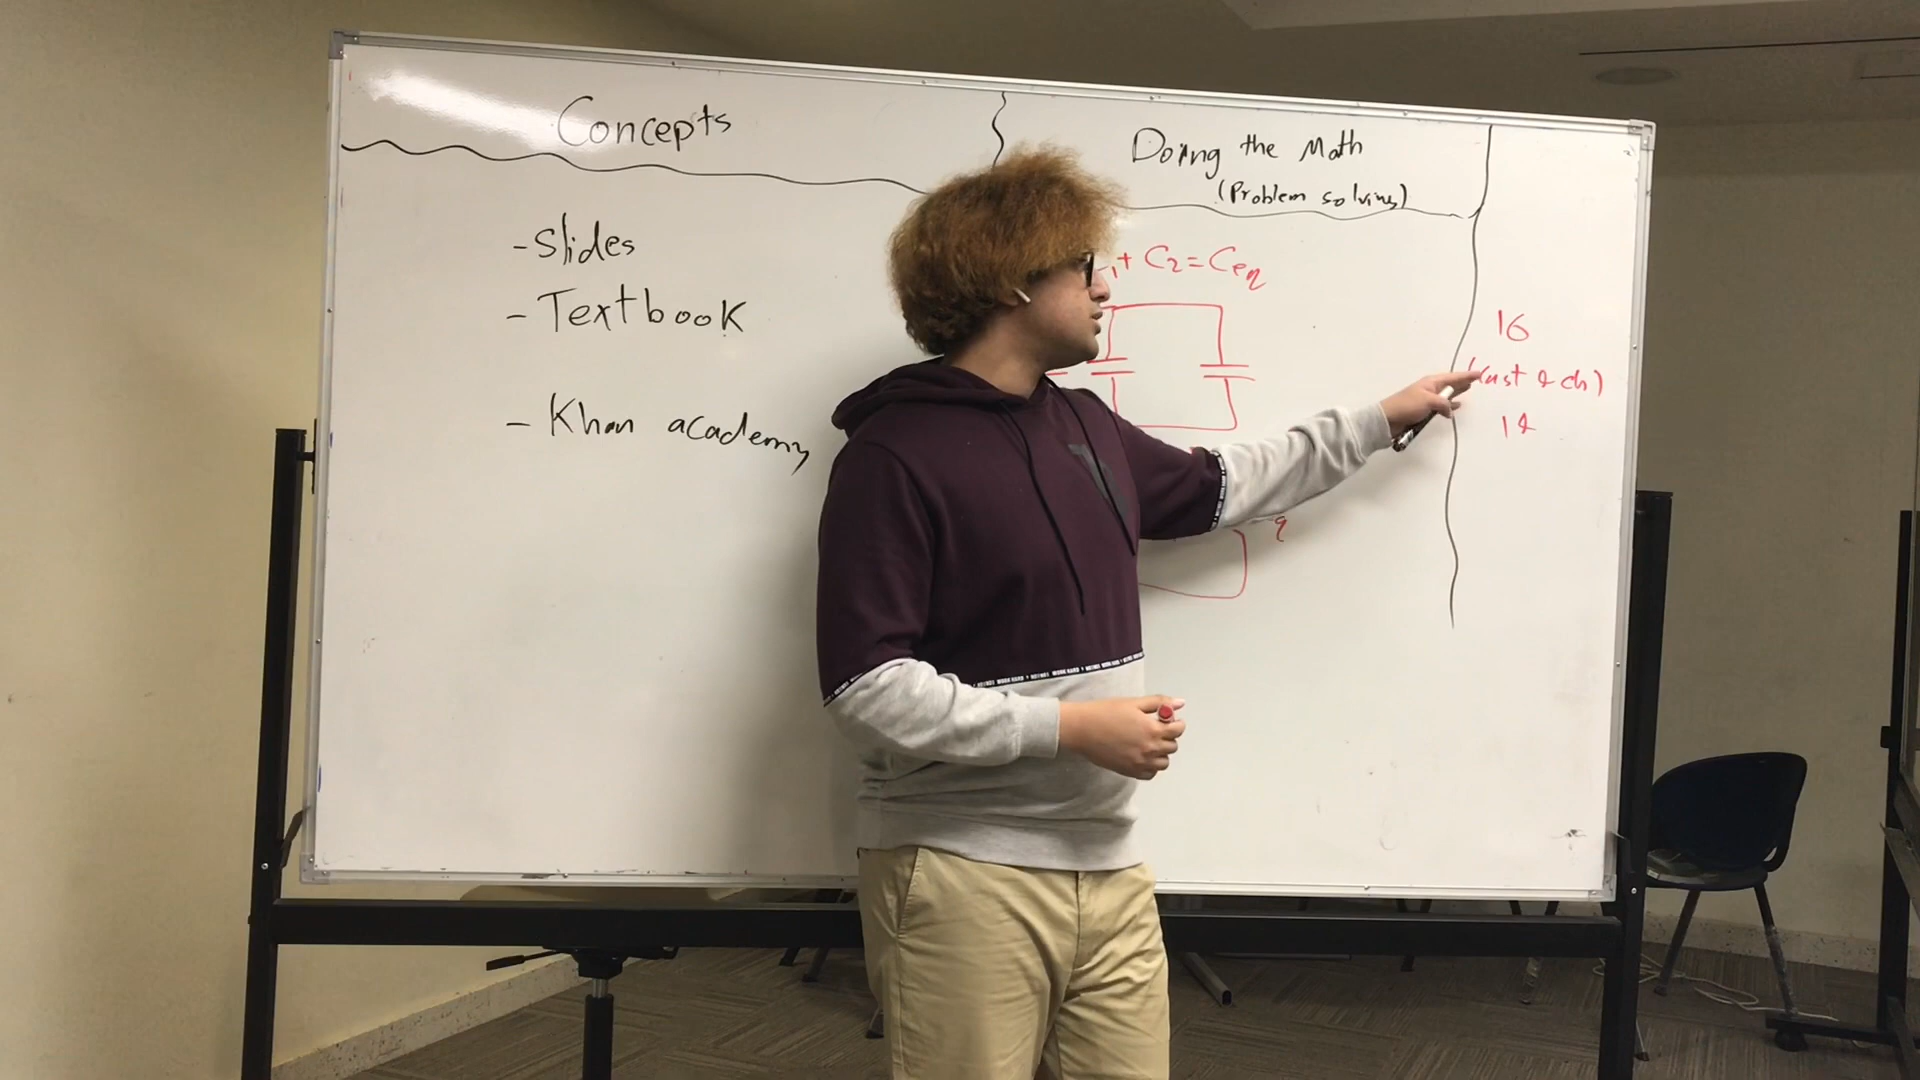 Concepts
- Slides
- Textbook
- Khan academy
Doing the Math
(Problem solving)
+ C₂ = Ceq
q
16
14